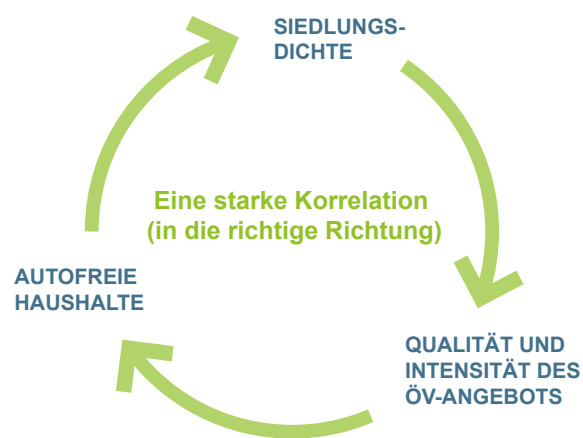 SIEDLUNGS-
DICHTE
Eine starke Korrelation
(in die richtige Richtung)
AUTOFREIE
HAUSHALTE
QUALITÄT UND
INTENSITÄT DES
ÖV-ANGEBOTS